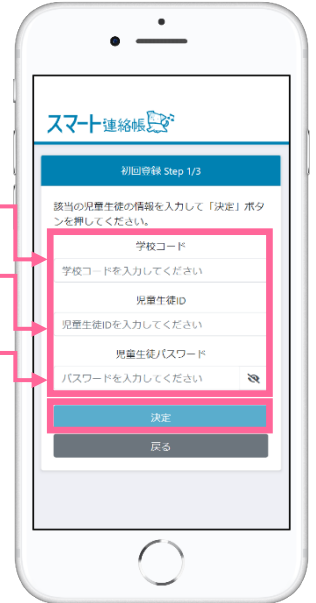 スマート連絡帳
初回登録 Step 1/3
該当の児童生徒の情報を入力して「決定」ボタ
ンを押してください。
学校コード
学校コードを入力してください
児童生徒ID
児童生徒IDを入力してください
児童生徒パスワード
パスワードを入力してください
決定
戻る